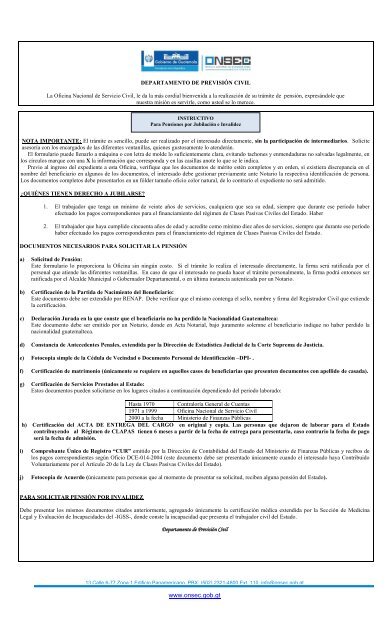 Gobierno de Guatemala
ONSEC
DEPARTAMENTO DE PREVISIÓN CIVIL
La Oficina Nacional de Servicio Civil, le da la más cordial bienvenida a la realización de su trámite de pensión, expresándole que
nuestra misión es servirle, como usted se lo merece.
INSTRUCTIVO
Para Pensiones por Jubilación e Invalidez
NOTA IMPORTANTE: El trámite es sencillo, puede ser realizado por el interesado directamente, sin la participación de intermediarios. Solicite
asesoría con los encargados de las diferentes ventanillas, quienes gustosamente lo atenderán.
El formulario puede llenarlo a máquina o con letra de molde lo suficientemente clara, evitando tachones y enmendaduras no salvadas legalmente, en
los círculos marque con una X la información que corresponda y en las casillas anote lo que se le indica.
Previo al ingreso del expediente a esta Oficina, verificar que los documentos de mérito estén completos y en orden, si existiera discrepancia en el
nombre del beneficiario en algunos de los documentos, el interesado debe gestionar previamente ante Notario la respectiva identificación de persona.
Los documentos completos debe presentarlos en un fólder tamaño oficio color natural, de lo contrario el expediente no será admitido.
¿QUIÉNES TIENEN DERECHO A JUBILARSE?
1. El trabajador que tenga un mínimo de veinte años de servicios, cualquiera que sea su edad, siempre que durante ese período haber
efectuado los pagos correspondientes para el financiamiento del régimen de Clases Pasivas Civiles del Estado. Haber
2. El trabajador que haya cumplido cincuenta años de edad y acredite como mínimo diez años de servicios, siempre que durante ese período
haber efectuado los pagos correspondientes para el financiamiento del régimen de Clases Pasivas Civiles del Estado.
DOCUMENTOS NECESARIOS PARA SOLICITAR LA PENSIÓN
a) Solicitud de Pensión:
Este formulario lo proporciona la Oficina sin ningún costo. Si el trámite lo realiza el interesado directamente, la firma será ratificada por el
personal que atiende las diferentes ventanillas. En caso de que el interesado no pueda hacer el trámite personalmente, la firma podrá entonces ser
ratificada por el Alcalde Municipal o Gobernador Departamental, o en última instancia autenticada por un Notario.
b) Certificación de la Partida de Nacimiento del Beneficiario:
Este documento debe ser extendido por RENAP. Debe verificar que el mismo contenga el sello, nombre y firma del Registrador Civil que extiende
la certificación.
c) Declaración Jurada en la que conste que el beneficiario no ha perdido la Nacionalidad Guatemalteca:
Este documento debe ser emitido por un Notario, donde en Acta Notarial, bajo juramento solemne el beneficiario indique no haber perdido la
nacionalidad guatemalteca.
d) Constancia de Antecedentes Penales, extendida por la Dirección de Estadística Judicial de la Corte Suprema de Justicia.
e) Fotocopia simple de la Cédula de Vecindad o Documento Personal de Identificación -DPI- .
f) Certificación de matrimonio (únicamente se requiere en aquellos casos de beneficiarias que presenten documentos con apellido de casada).
g) Certificación de Servicios Prestados al Estado:
Estos documentos pueden solicitarse en los lugares citados a continuación dependiendo del período laborado:
Hasta 1970 Contraloría General de Cuentas
1971 a 1999 Oficina Nacional de Servicio Civil
2000 a la fecha Ministerio de Finanzas Públicas
h) Certificación del ACTA DE ENTREGA DEL CARGO en original y copia. Las personas que dejaron de laborar para el Estado
contribuyendo al Régimen de CLAPAS tienen 6 meses a partir de la fecha de entrega para presentarla, caso contrario la fecha de pago
será la fecha de admisión.
i) Comprobante Único de Registro “CUR” emitido por la Dirección de Contabilidad del Estado del Ministerio de Finanzas Públicas y recibos de
los pagos correspondientes según Oficio DCE-014-2004 (este documento debe ser presentado únicamente cuando el interesado haya Contribuido
Voluntariamente por el Artículo 20 de la Ley de Clases Pasivas Civiles del Estado).
j) Fotocopia de Acuerdo (únicamente para personas que al momento de presentar su solicitud, reciben alguna pensión del Estado).
PARA SOLICITAR PENSIÓN POR INVALIDEZ
Debe presentar los mismos documentos citados anteriormente, agregando únicamente la certificación médica extendida por la Sección de Medicina
Legal y Evaluación de Incapacidades del -IGSS-, donde conste la incapacidad que presenta el trabajador civil del Estado .
Departamento de Previsión Civil
13 Calle 6-77 Zona 1 Edificio Panamericano. PBX: (502) 2321-4800 Ext. 110 info@onsec.gob.gt
www.onsec.gob.gt